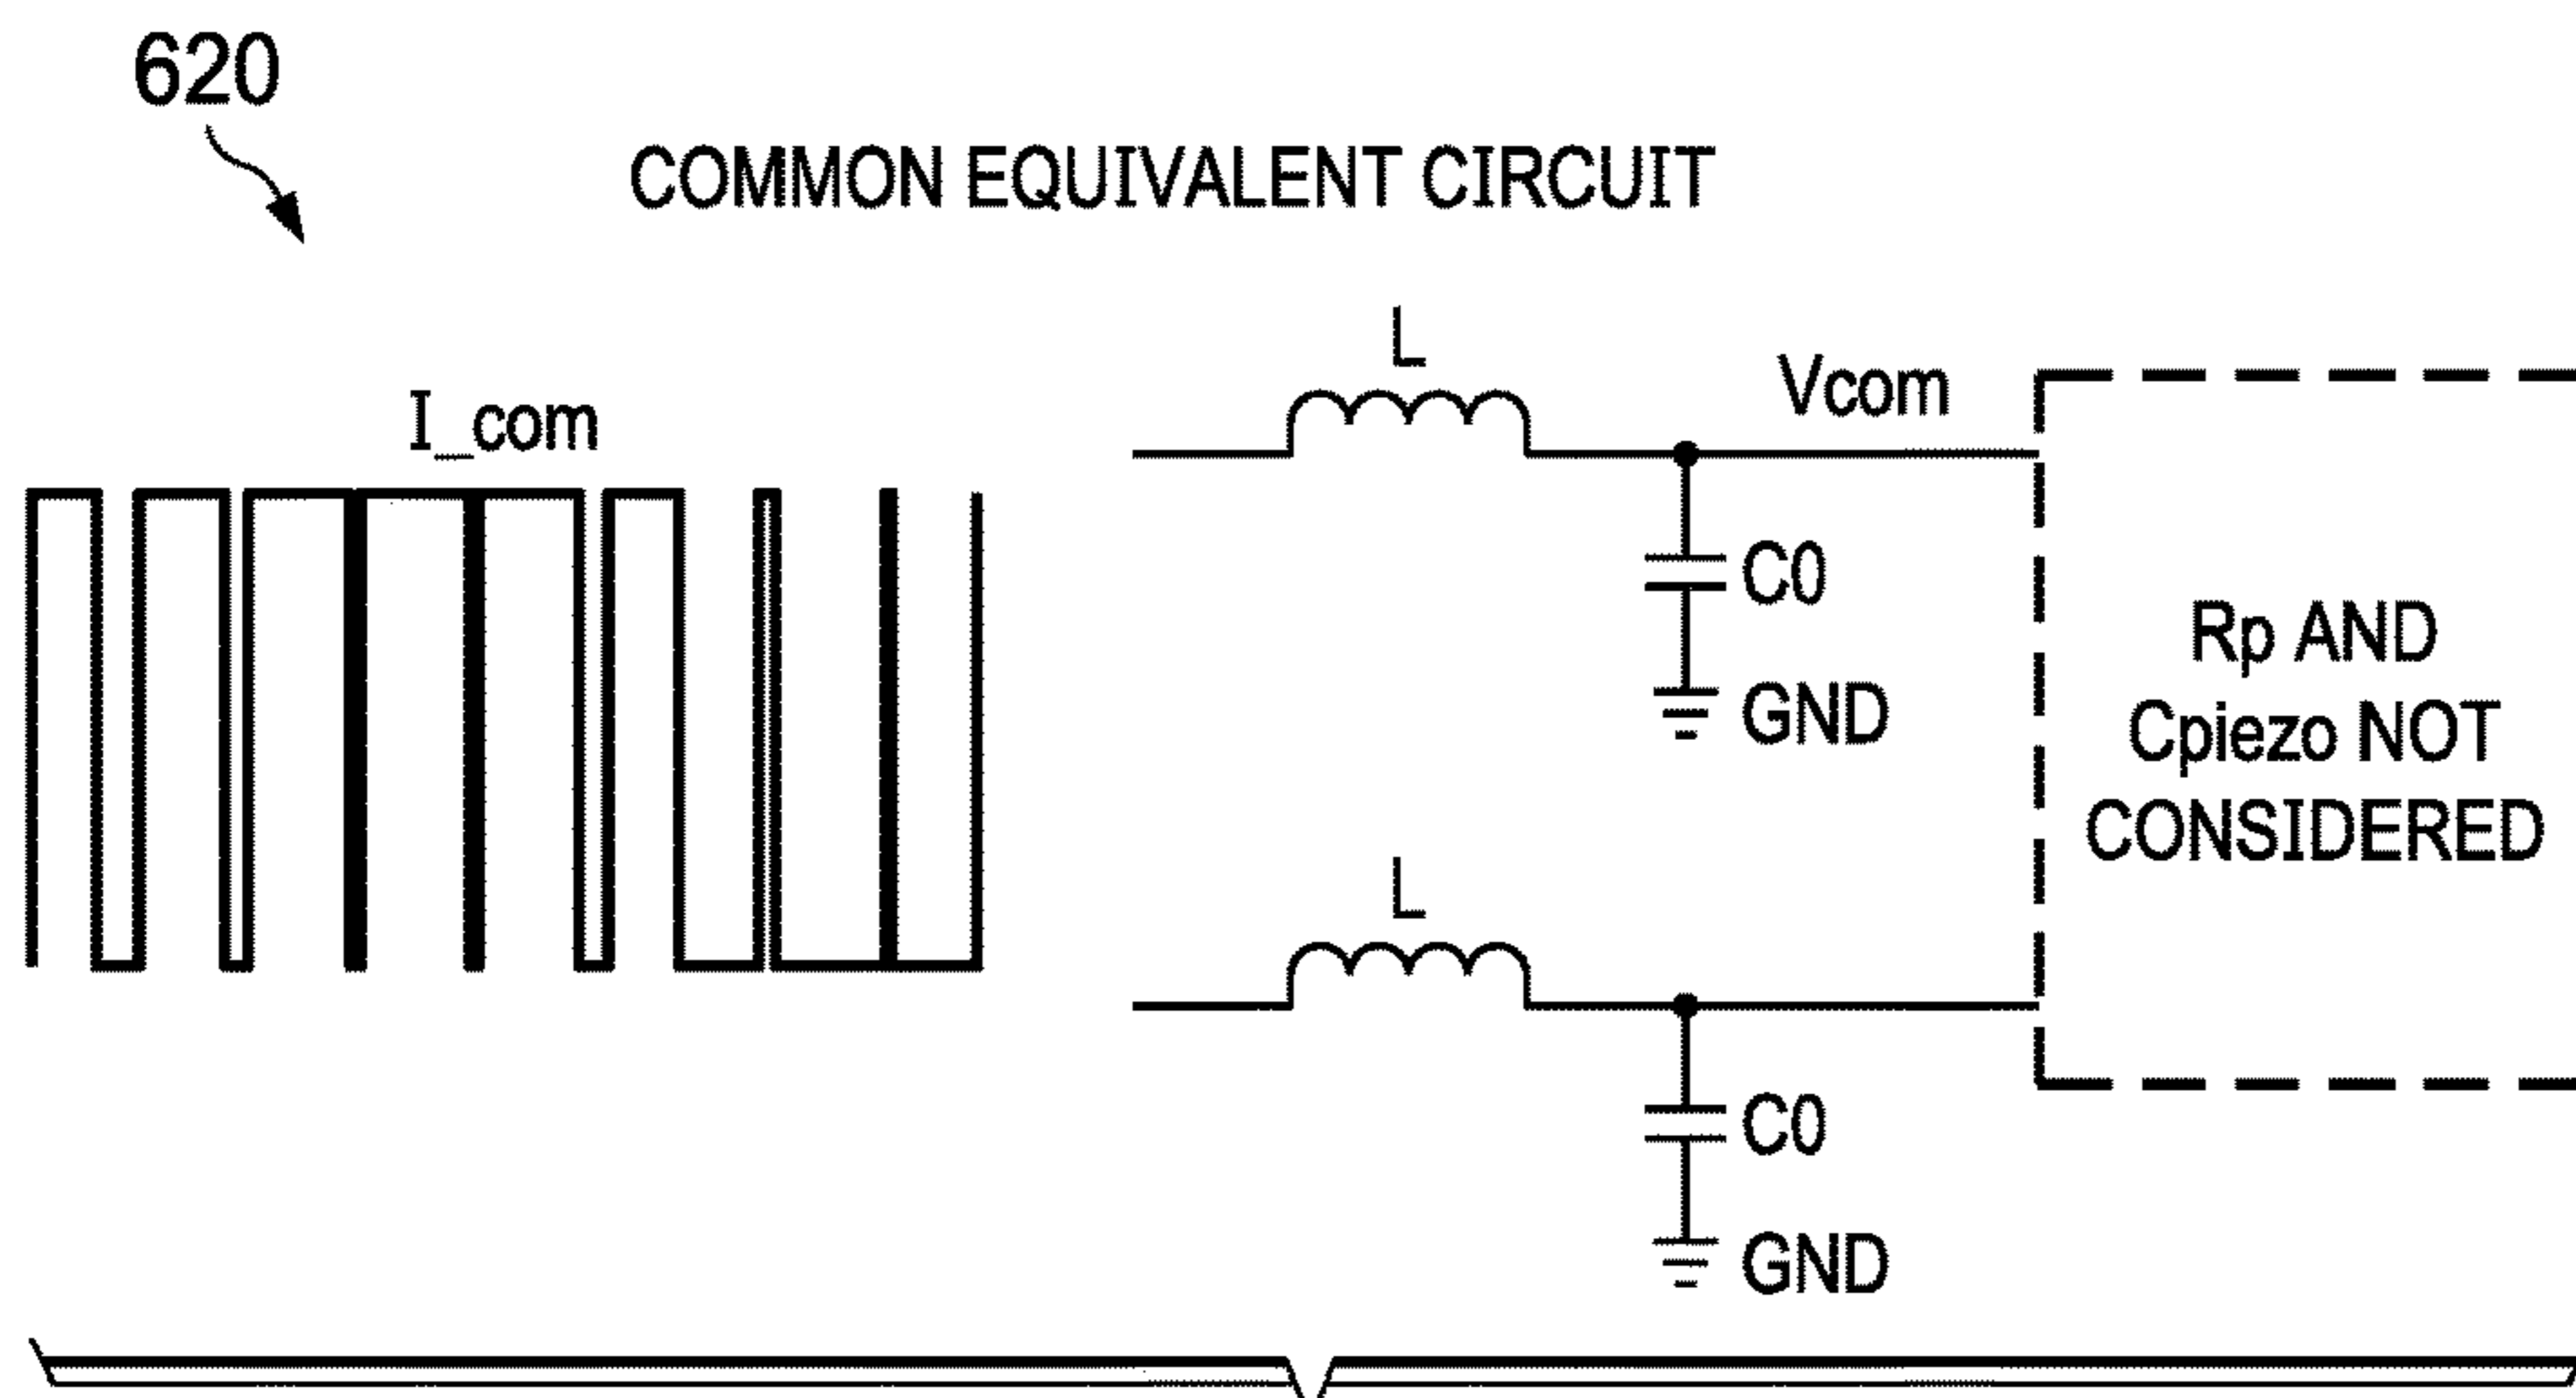 620
COMMON EQUIVALENT CIRCUIT
I_com
L
Vcom
C0
GND
Rp AND
Cpiezo NOT
CONSIDERED
L
C0
GND